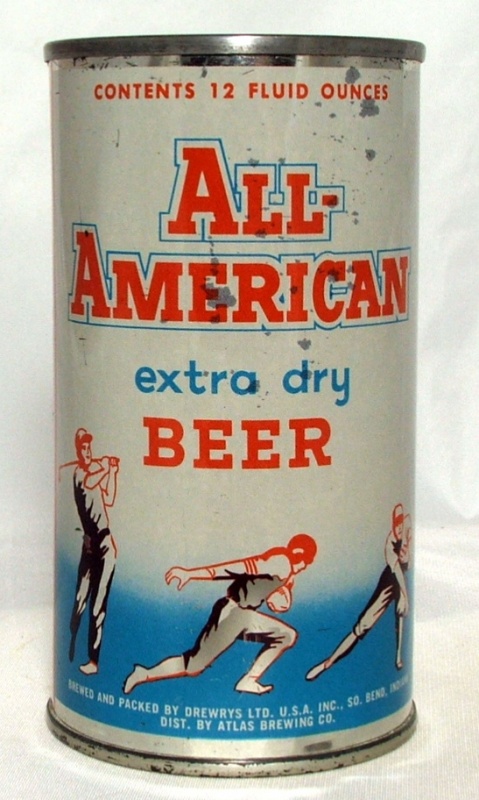 CONTENTS 12 FLUID OUNCES
ALL-
AMERICAN
extra dry
BEER
BREWED AND PACKED BY DREWRYS LTD. U.S.A. INC., SO. BEND, INDIANA
DIST. BY ATLAS BREWING CO.